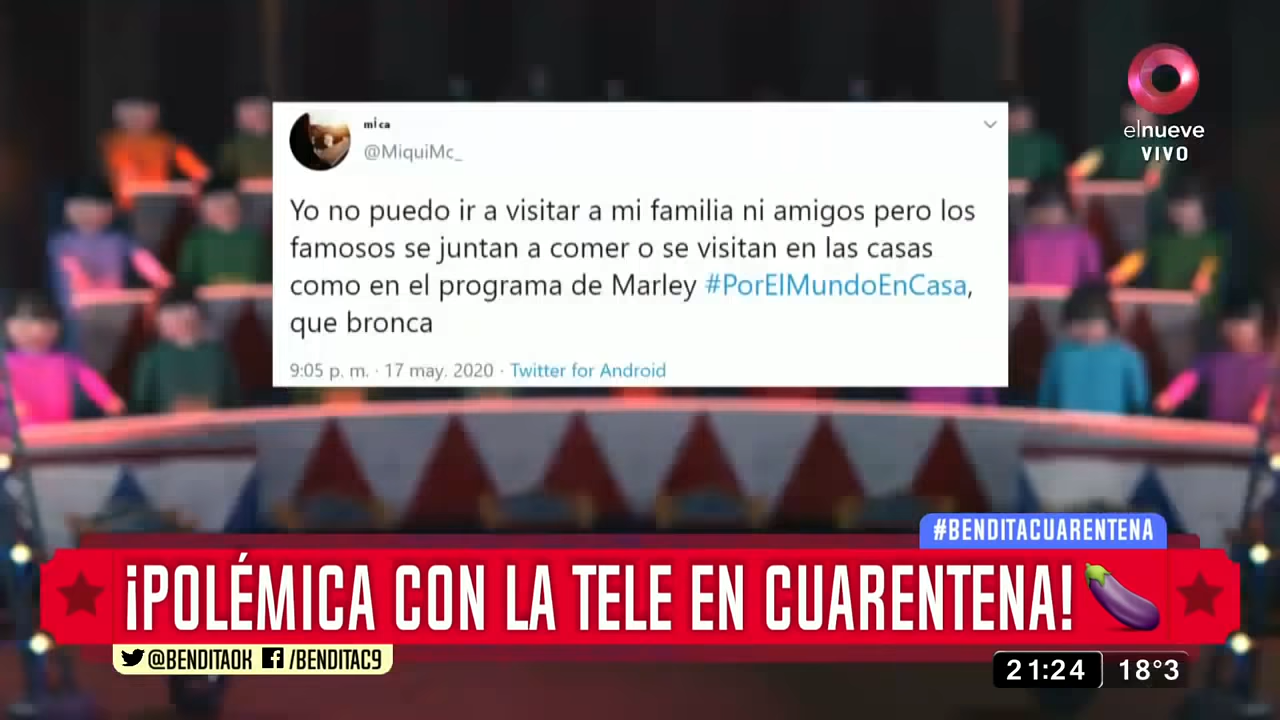 elnueve
VIVO
mica
@MiquiMc_
Yo no puedo ir a visitar a mi familia ni amigos pero los
famosos se juntan a comer o se visitan en las casas
como en el programa de Marley #PorElMundoEnCasa,
que bronca
9:05 p. m. · 17 may. 2020 · Twitter for Android
#BENDITACUARENTENA
¡POLÉMICA CON LA TELE EN CUARENTENA!🍆
@BENDITAOK /BENDITAC9
21:24 18°3